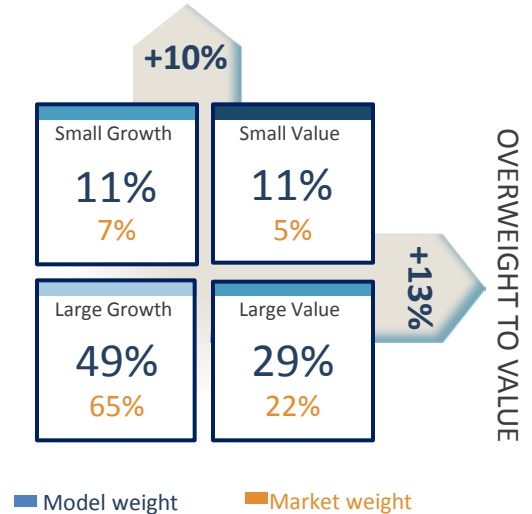 +10%
Small Growth
11%
7%
Small Value
11%
5%
Large Growth
49%
65%
Large Value
29%
22%
+13%
OVERWEIGHT TO VALUE
Model weight
Market weight